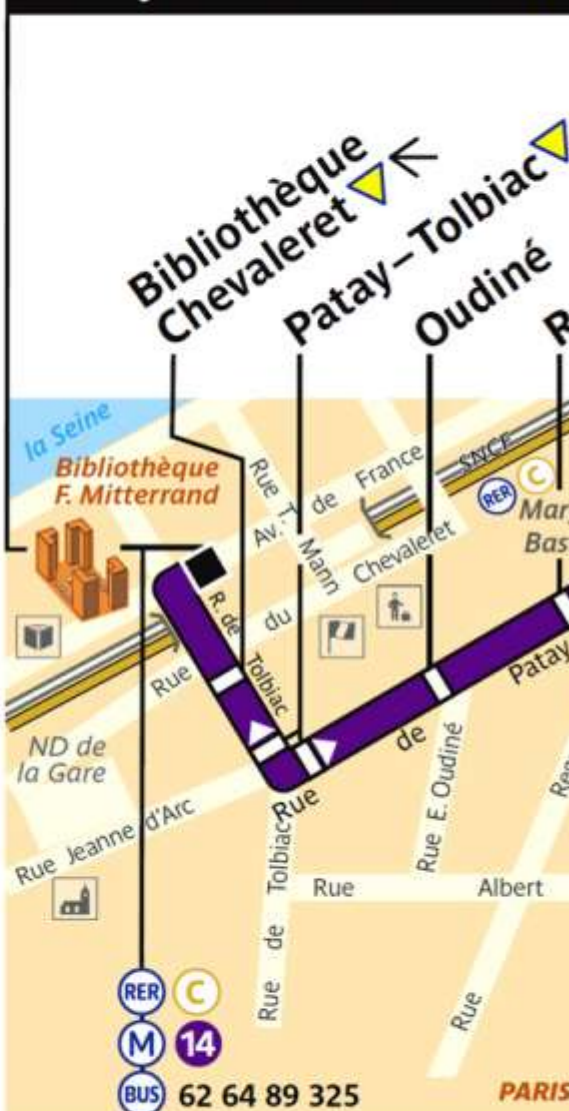 Bibliothèque
Chevaleret
Patay–Tolbiac
Oudiné
R
la Seine
Bibliothèque
F. Mitterrand
Rue T. Mann
Av. de France
SNCF
RER C
Rue du Chevaleret
R. de Tolbiac
ND de
la Gare
Rue de Patay
Rue Jeanne d'Arc
Rue E. Oudiné
Rue de Tolbiac
Rue Albert
Rue
RER C
M 14
BUS 62 64 89 325
PARIS